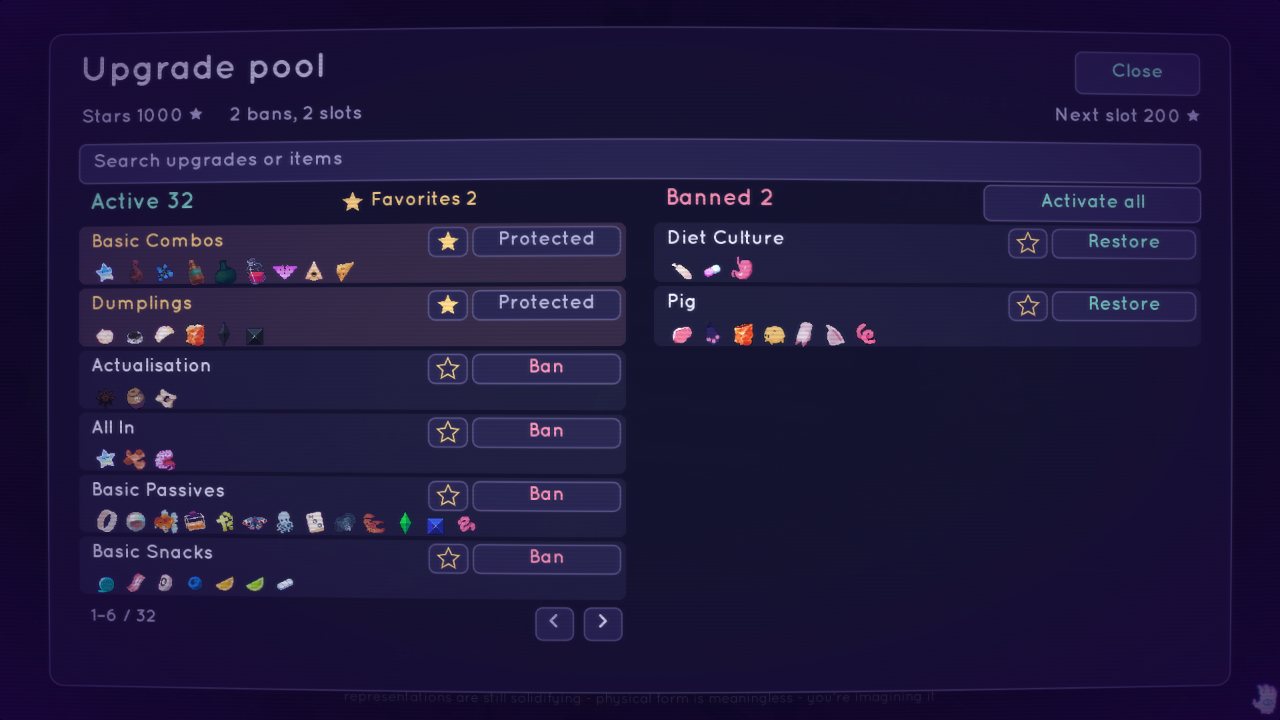 Upgrade pool
Close
Stars 1000 ★ 2 bans, 2 slots
Next slot 200 ★
Search upgrades or items
Active 32
★ Favorites 2
Banned 2
Activate all
Basic Combos
Protected
Dumplings
Protected
Actualisation
Ban
All In
Ban
Basic Passives
Ban
Basic Snacks
Ban
1-6 / 32
<
>
Diet Culture
Restore
Pig
Restore
representations are still solidifying - physical form is meaningless - you're imagining it